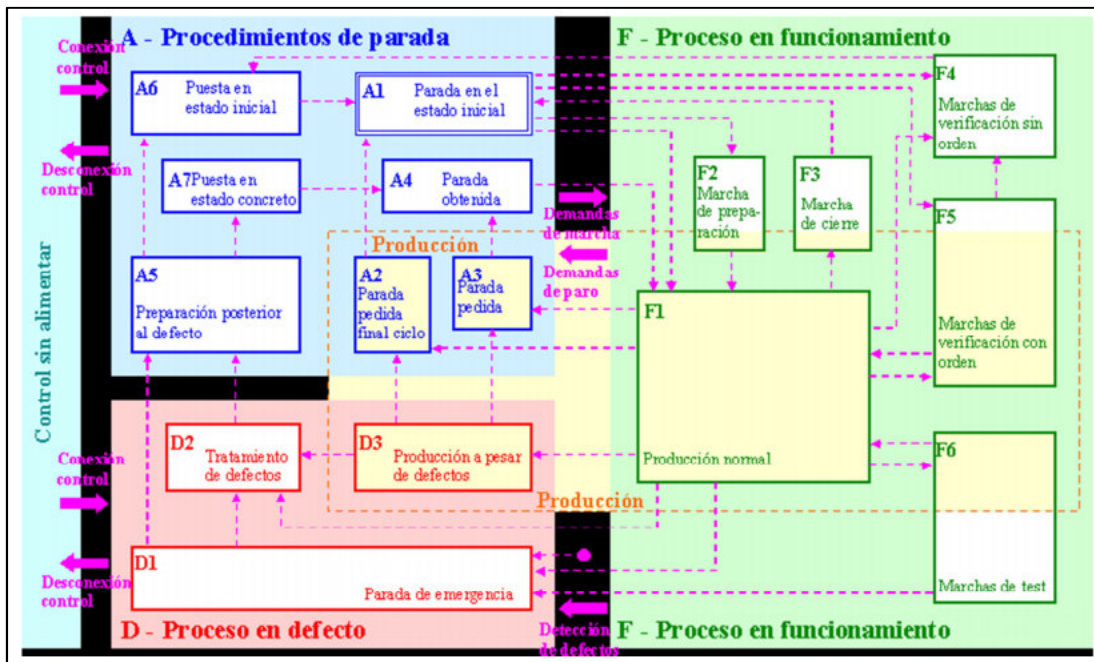 A - Procedimientos de parada
F - Proceso en funcionamiento
Conexión
control
Desconexión
control
Control sin alimentar
A6
Puesta en
estado inicial
A1
Parada en el
estado inicial
F4
Marchas de
verificación sin
orden
A7
Puesta en
estado concreto
A4
Parada
obtenida
F2
Marcha
de prepa-
ración
F3
Marcha
de cierre
F5
Marchas de
verificación con
orden
Demandas
de marcha
Demandas
de paro
Producción
A5
Preparación posterior
al defecto
A2
Parada
pedida
final ciclo
A3
Parada
pedida
F1
Producción normal
D2
Tratamiento
de defectos
D3
Producción a pesar
de defectos
F6
Marchas de test
Producción
Conexión
control
Desconexión
control
D1
Parada de emergencia
D - Proceso en defecto
Detección
de defectos
F - Proceso en funcionamiento